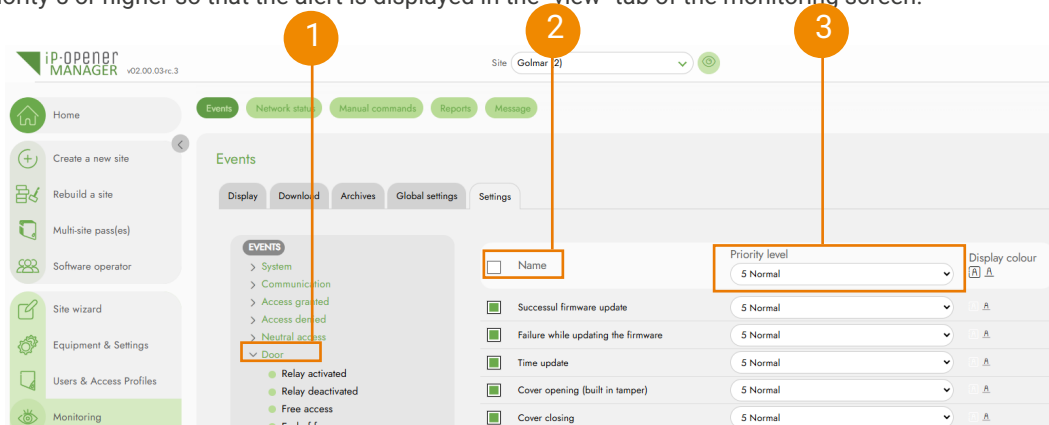 iority 6 or higher so that the alert is displayed in the "view" tab of the monitoring screen.
1
2
3
iP·OPENER
MANAGER v02.00.03-rc.3
Site Golmar (2)
Home
Events Network status Manual commands Reports Message
Create a new site
Events
Rebuild a site
Display Download Archives Global settings Settings
Multi-site pass(es)
EVENTS
Name
Priority level
5 Normal
Display colour
A A
Software operator
> System
> Communication
> Access granted
> Access denied
> Neutral access
Door
Relay activated
Relay deactivated
Free access
Site wizard
Equipment & Settings
Users & Access Profiles
Monitoring
Successul firmware update 5 Normal A
Failure while updating the firmware 5 Normal A
Time update 5 Normal A
Cover opening (built in tamper) 5 Normal A
Cover closing 5 Normal A